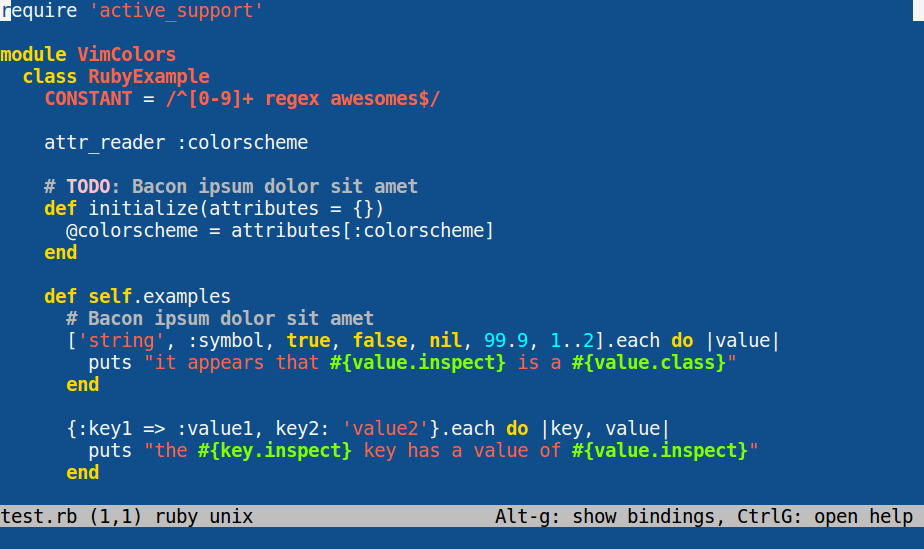 require 'active_support'

module VimColors
  class RubyExample
    CONSTANT = /^[0-9]+ regex awesomes$/

    attr_reader :colorscheme

    # TODO: Bacon ipsum dolor sit amet
    def initialize(attributes = {})
      @colorscheme = attributes[:colorscheme]
    end

    def self.examples
      # Bacon ipsum dolor sit amet
      ['string', :symbol, true, false, nil, 99.9, 1..2].each do |value|
        puts "it appears that #{value.inspect} is a #{value.class}"
      end

      {:key1 => :value1, key2: 'value2'}.each do |key, value|
        puts "the #{key.inspect} key has a value of #{value.inspect}"
      end

test.rb (1,1) ruby unix                      Alt-g: show bindings, CtrlG: open help